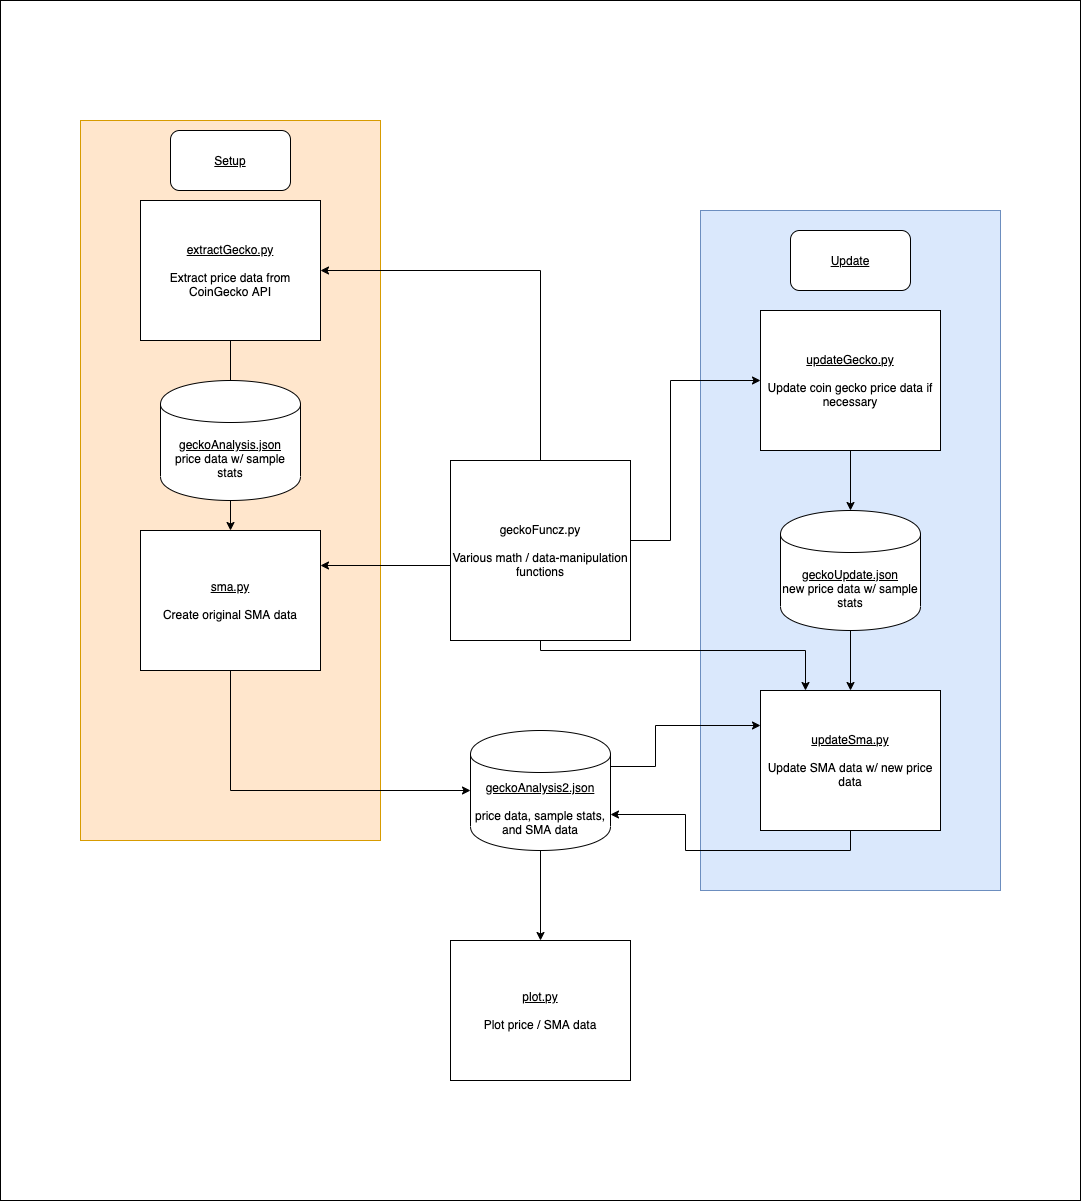 Setup
extractGecko.py
Extract price data from
CoinGecko API
geckoAnalysis.json
price data w/ sample
stats
sma.py
Create original SMA data
geckoFuncz.py
Various math / data-manipulation
functions
Update
updateGecko.py
Update coin gecko price data if
necessary
geckoUpdate.json
new price data w/ sample
stats
updateSma.py
Update SMA data w/ new price
data
geckoAnalysis2.json
price data, sample stats,
and SMA data
plot.py
Plot price / SMA data